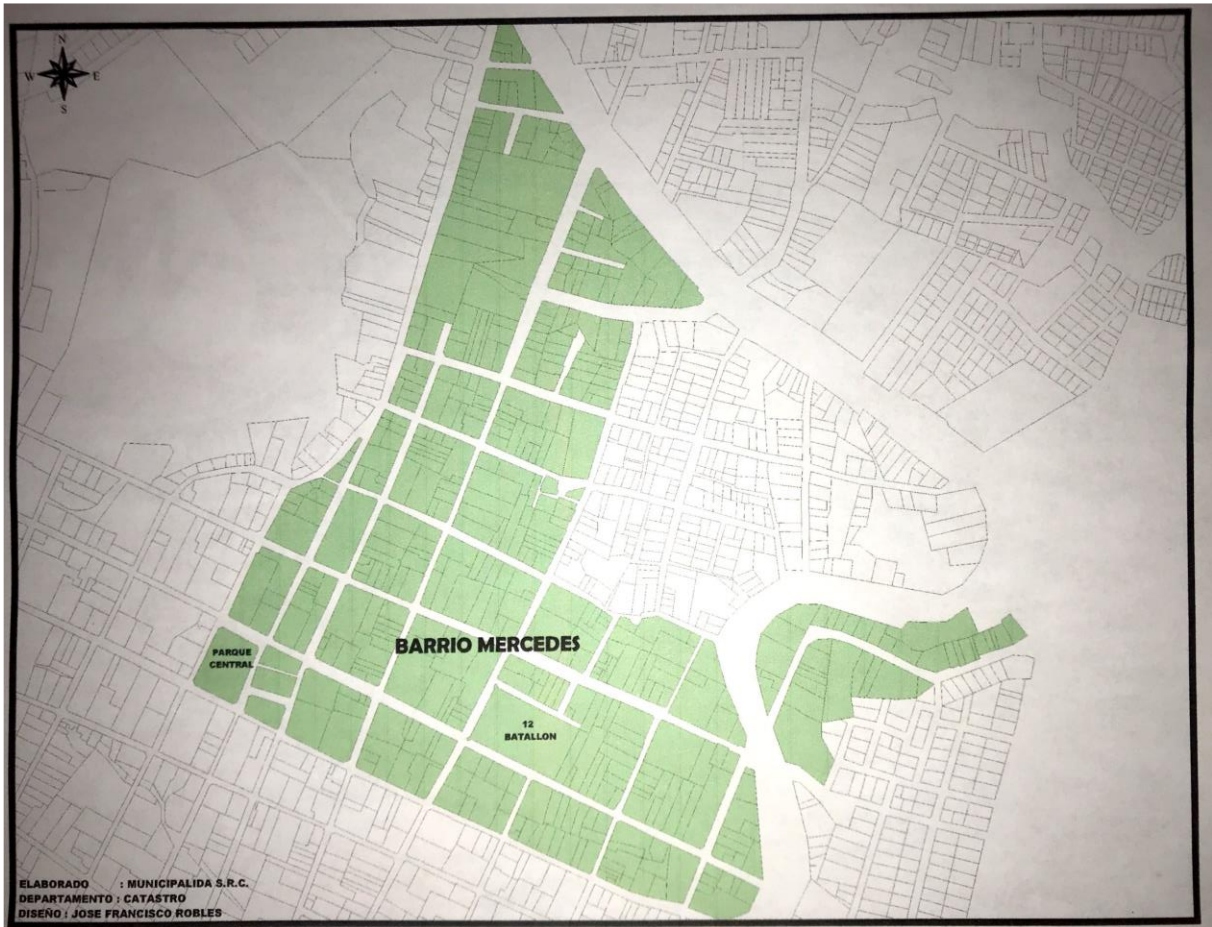 N
W E
S
BARRIO MERCEDES
PARQUE
CENTRAL
12
BATALLON
ELABORADO : MUNICIPALIDA S.R.C.
DEPARTAMENTO : CATASTRO
DISEÑO : JOSE FRANCISCO ROBLES